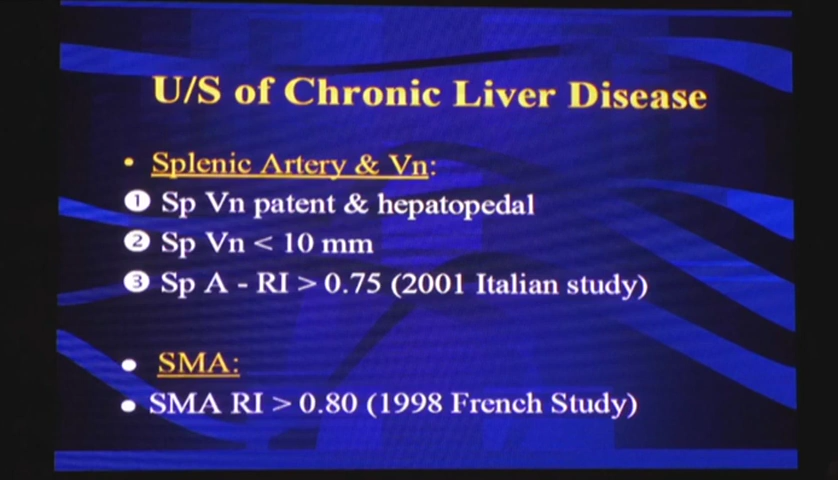 U/S of Chronic Liver Disease
• Splenic Artery & Vn:
❶ Sp Vn patent & hepatopedal
❷ Sp Vn < 10 mm
❸ Sp A - RI > 0.75 (2001 Italian study)
• SMA:
• SMA RI > 0.80 (1998 French Study)